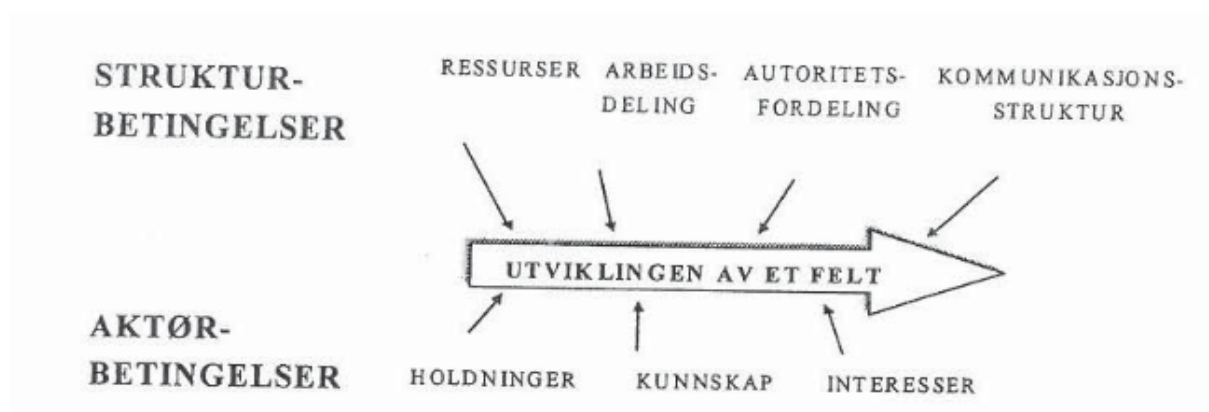 STRUKTUR-
BETINGELSER
RESSURSER
ARBEIDS-
DELING
AUTORITETS-
FORDELING
KOMMUNIKASJONS-
STRUKTUR
UTVIKLINGEN AV ET FELT
AKTØR-
BETINGELSER
HOLDNINGER
KUNNSKAP
INTERESSER